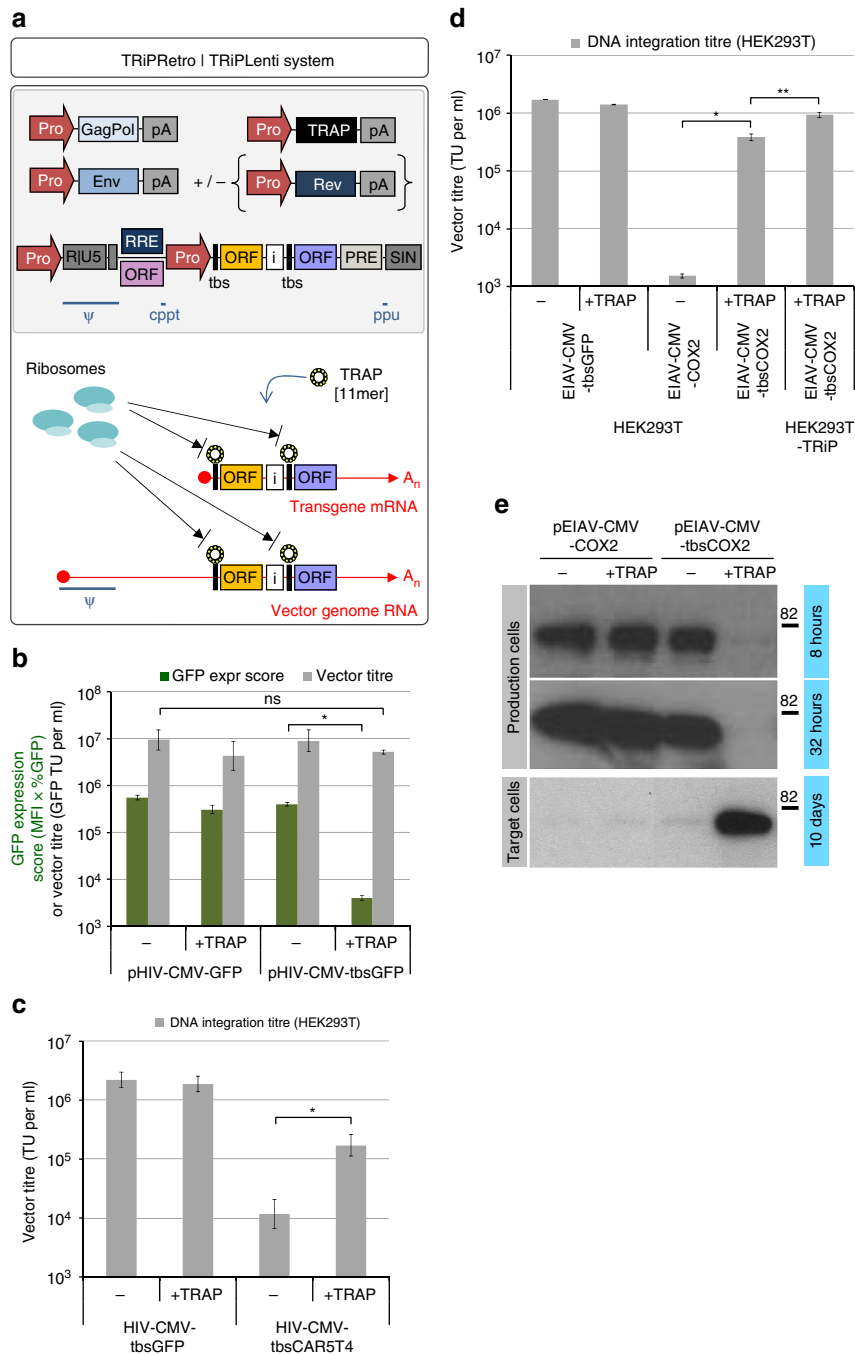 a
TRiPRetro | TRiPLenti system
Pro GagPol pA
Pro TRAP pA
Pro Env pA
+ / –
Pro Rev pA
Pro R|U5 RRE ORF Pro ORF i ORF PRE SIN
tbs tbs
ψ cppt ppu
Ribosomes
TRAP
[11mer]
ORF i ORF An
Transgene mRNA
ORF i ORF An
ψ
Vector genome RNA
b
GFP expr score Vector titre
GFP expression
score (MFI × %GFP)
or vector titre (GFP TU per ml)
10⁸
10⁷
10⁶
10⁵
10⁴
10³
ns
*
– +TRAP – +TRAP
pHIV-CMV-GFP pHIV-CMV-tbsGFP
c
DNA integration titre (HEK293T)
Vector titre (TU per ml)
10⁷
10⁶
10⁵
10⁴
10³
*
– +TRAP – +TRAP
HIV-CMV-
tbsGFP
HIV-CMV-
tbsCAR5T4
d
DNA integration titre (HEK293T)
Vector titre (TU per ml)
10⁷
10⁶
10⁵
10⁴
10³
*
**
– +TRAP – +TRAP +TRAP
EIAV-CMV
-tbsGFP
EIAV-CMV
-COX2
EIAV-CMV
-tbsCOX2
EIAV-CMV
-tbsCOX2
HEK293T
HEK293T
-TRiP
e
pEIAV-CMV
-COX2
pEIAV-CMV
-tbsCOX2
– +TRAP – +TRAP
Production cells
82
8 hours
82
32 hours
Target cells
82
10 days